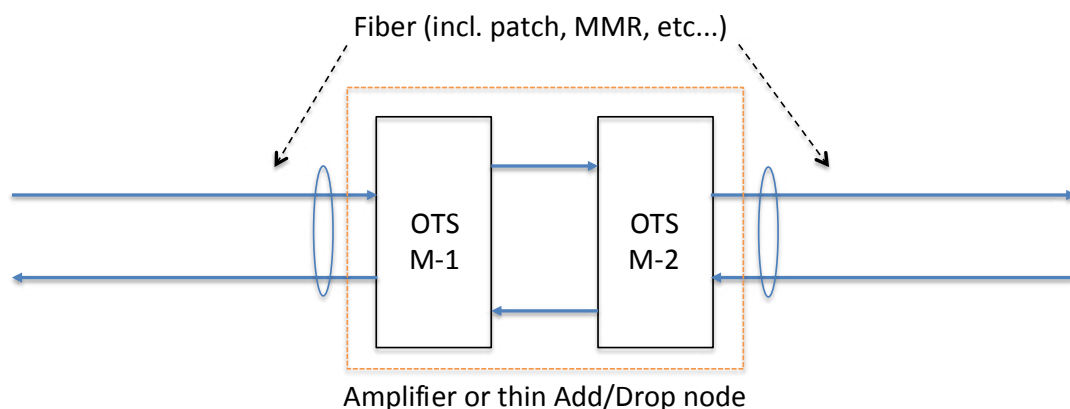 Fiber (incl. patch, MMR, etc...)
OTS
M-1
OTS
M-2
Amplifier or thin Add/Drop node